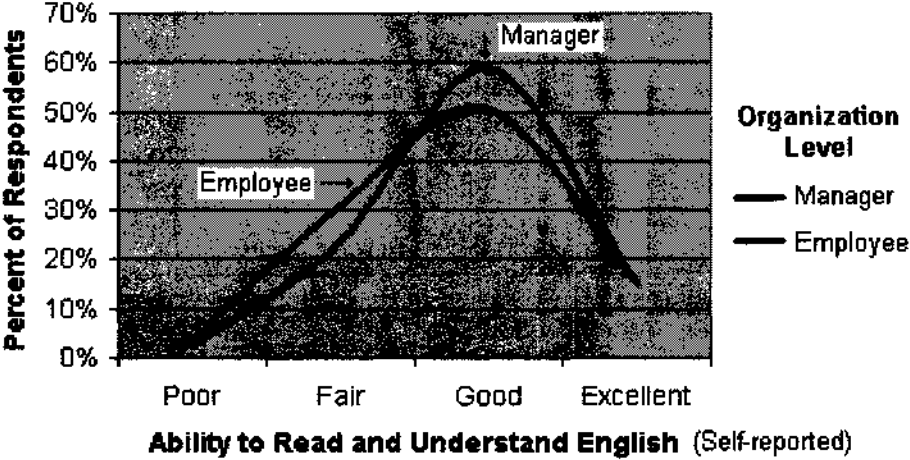 70%
60%
50%
40%
30%
20%
10%
0%
Percent of Respondents
Manager
Employee
Poor Fair Good Excellent
Ability to Read and Understand English (Self-reported)
Organization
Level
Manager
Employee